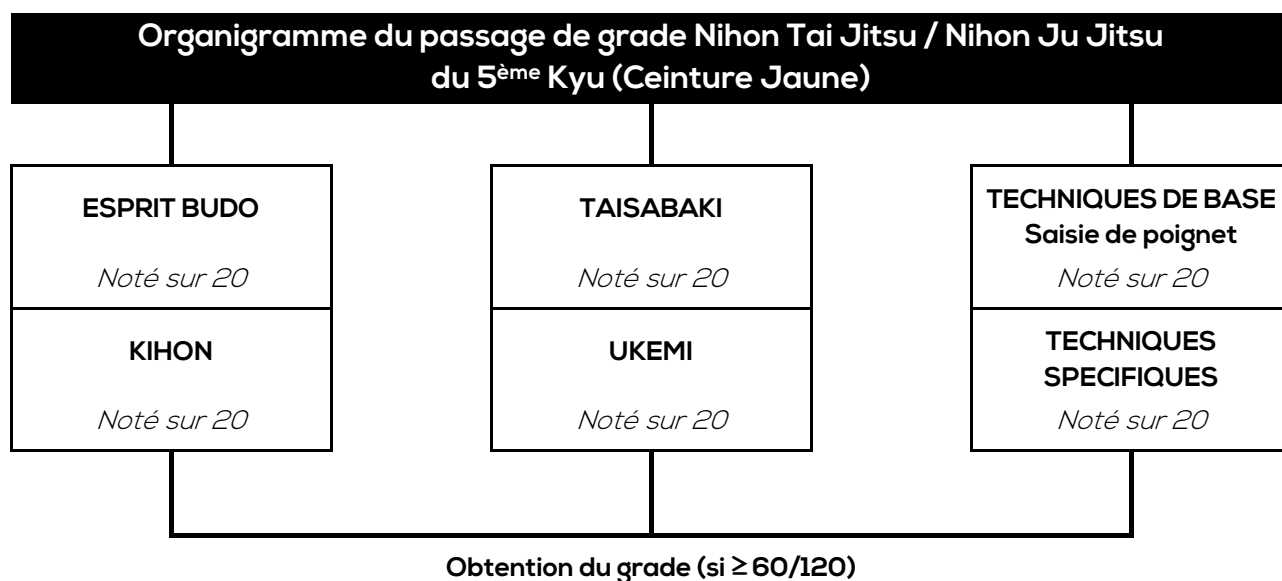 Organigramme du passage de grade Nihon Tai Jitsu / Nihon Ju Jitsu
du 5ème Kyu (Ceinture Jaune)
ESPRIT BUDO
Noté sur 20
KIHON
Noté sur 20
TAISABAKI
Noté sur 20
UKEMI
Noté sur 20
TECHNIQUES DE BASE
Saisie de poignet
Noté sur 20
TECHNIQUES
SPECIFIQUES
Noté sur 20
Obtention du grade (si ≥ 60/120)